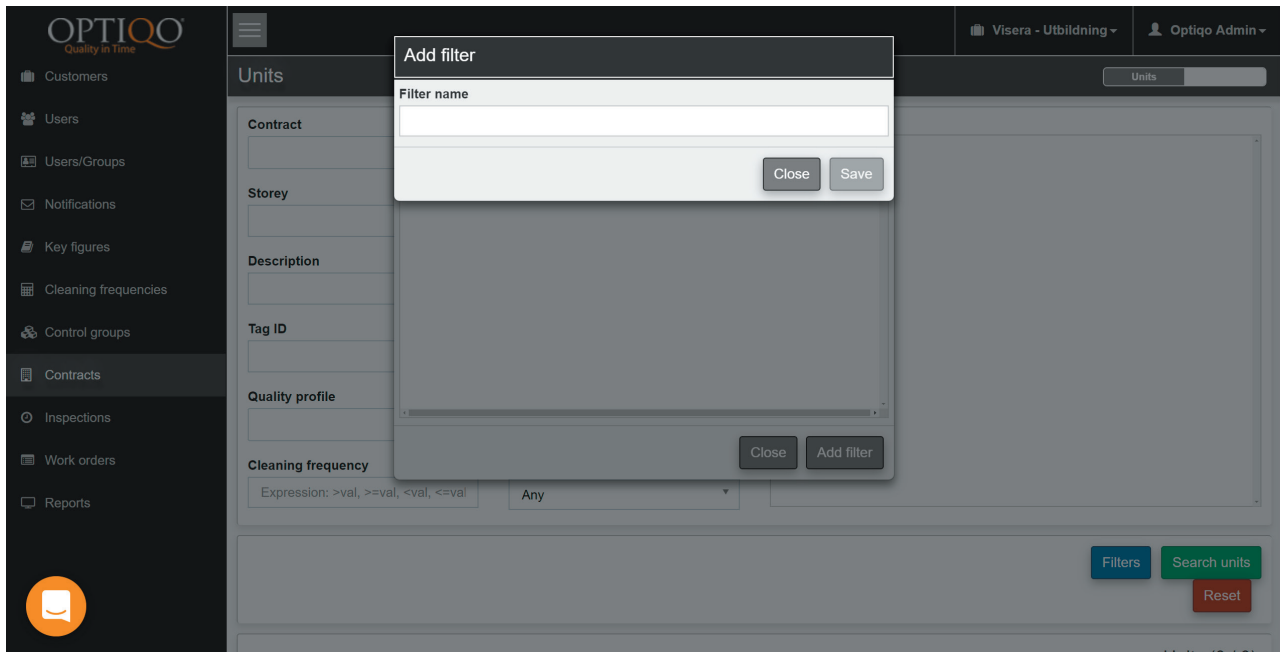 OPTIQO
Quality in Time
Visera - Utbildning
Optiqo Admin
Customers
Users
Users/Groups
Notifications
Key figures
Cleaning frequencies
Control groups
Contracts
Inspections
Work orders
Reports
Units
Units
Add filter
Filter name
Close
Save
Contract
Storey
Description
Tag ID
Quality profile
Cleaning frequency
Expression: >val, >=val, <val, <=val
Any
Close
Add filter
Filters
Search units
Reset